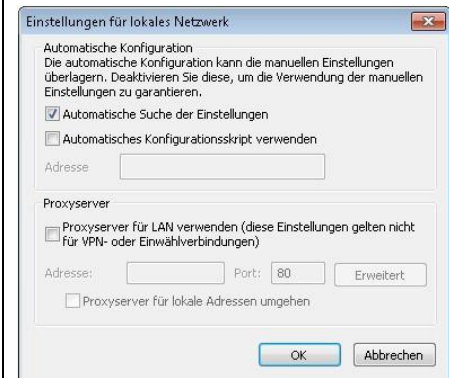 Einstellungen für lokales Netzwerk
Automatische Konfiguration
Die automatische Konfiguration kann die manuellen Einstellungen
überlagern. Deaktivieren Sie diese, um die Verwendung der manuellen
Einstellungen zu garantieren.
Automatische Suche der Einstellungen
Automatisches Konfigurationsskript verwenden
Adresse
Proxyserver
Proxyserver für LAN verwenden (diese Einstellungen gelten nicht
für VPN- oder Einwählverbindungen)
Adresse: Port: 80 Erweitert
Proxyserver für lokale Adressen umgehen
OK Abbrechen